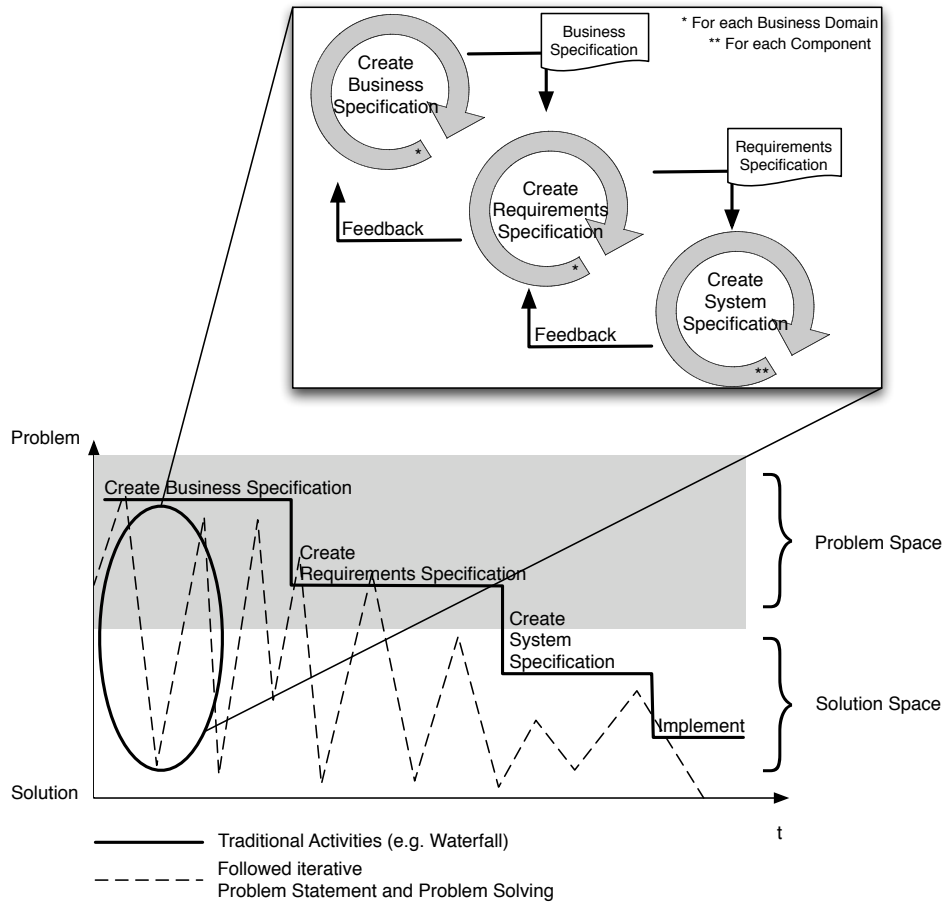 * For each Business Domain
** For each Component
Business
Specification
Create
Business
Specification
*
Requirements
Specification
Create
Requirements
Specification
*
Feedback
Create
System
Specification
**
Feedback
Problem
Create Business Specification
Create
Requirements Specification
Problem Space
Create
System
Specification
Solution Space
Implement
Solution
t
Traditional Activities (e.g. Waterfall)
Followed iterative
Problem Statement and Problem Solving